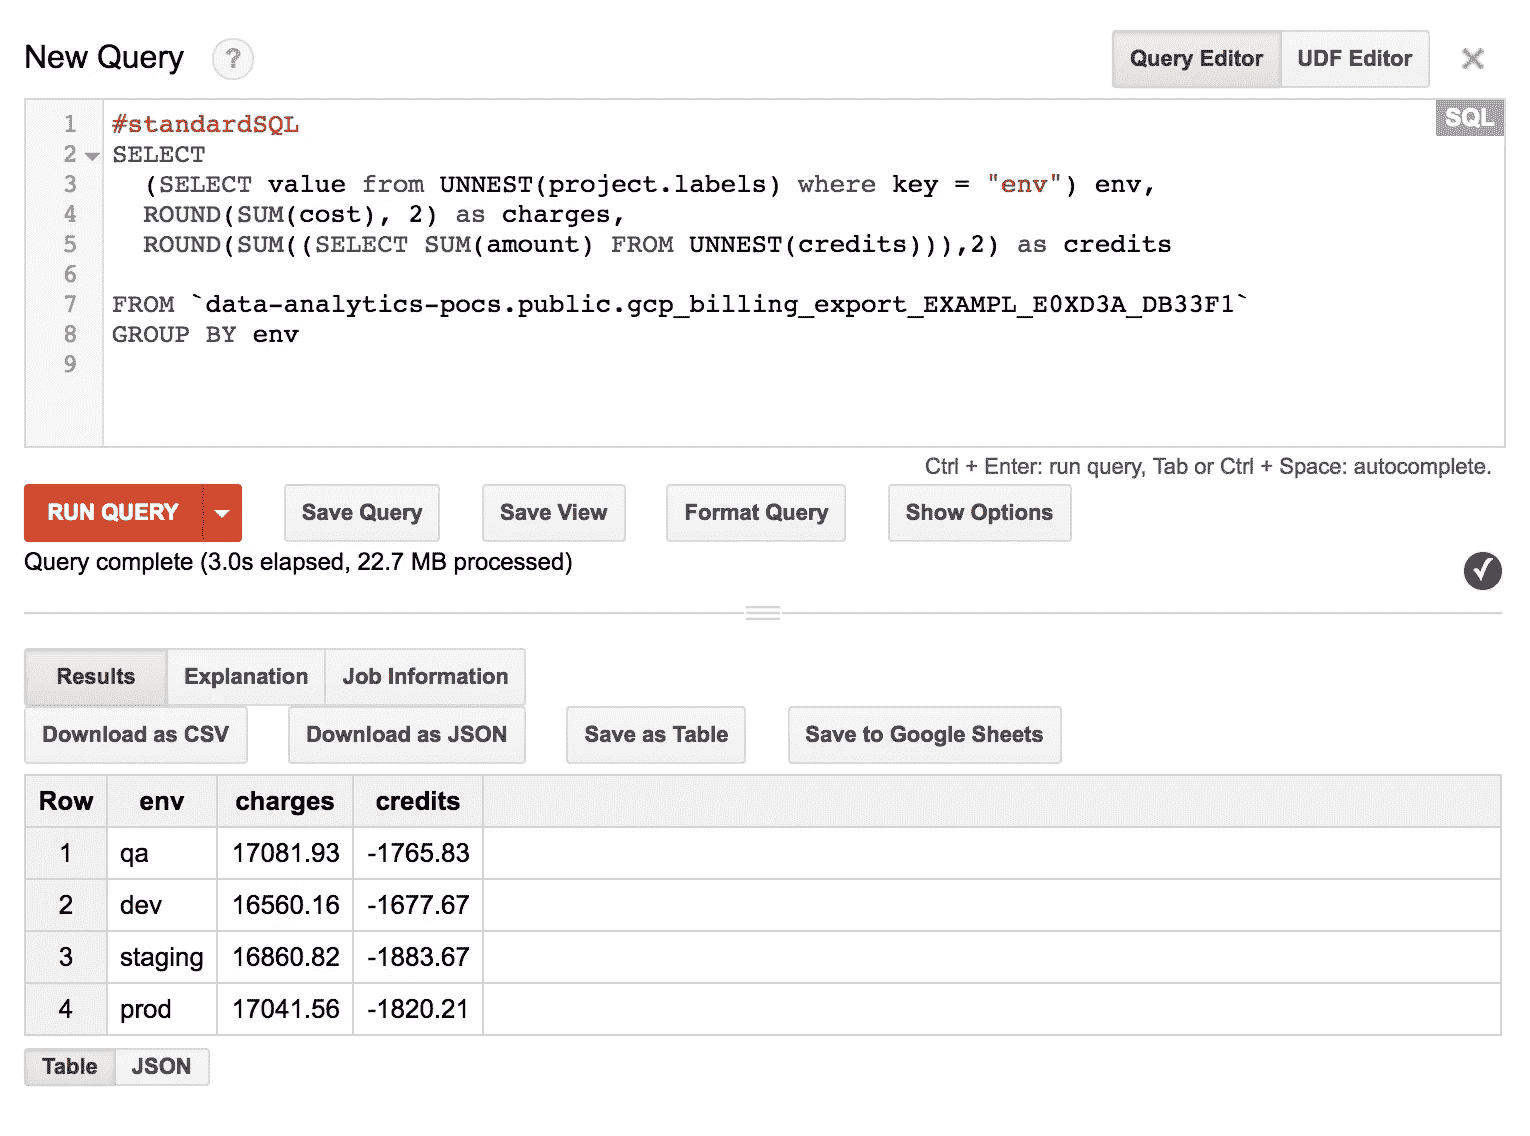 New Query ? Query Editor UDF Editor
SQL
1 #standardSQL
2 SELECT
3 (SELECT value from UNNEST(project.labels) where key = "env") env,
4 ROUND(SUM(cost), 2) as charges,
5 ROUND(SUM((SELECT SUM(amount) FROM UNNEST(credits))),2) as credits
6
7 FROM `data-analytics-pocs.public.gcp_billing_export_EXAMPL_E0XD3A_DB33F1`
8 GROUP BY env
9
Ctrl + Enter: run query, Tab or Ctrl + Space: autocomplete.
RUN QUERY Save Query Save View Format Query Show Options
Query complete (3.0s elapsed, 22.7 MB processed)
Results Explanation Job Information
Download as CSV Download as JSON Save as Table Save to Google Sheets
Row env charges credits
1 qa 17081.93 -1765.83
2 dev 16560.16 -1677.67
3 staging 16860.82 -1883.67
4 prod 17041.56 -1820.21
Table JSON